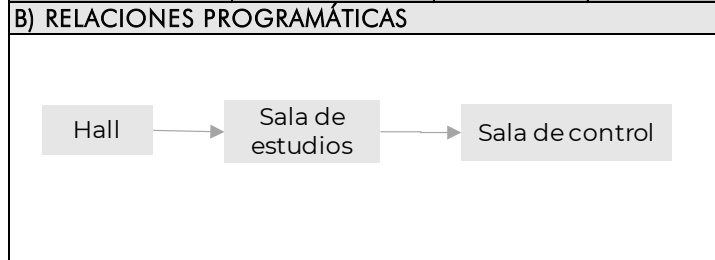 B) RELACIONES PROGRAMÁTICAS
Hall
Sala de
estudios
Sala de control